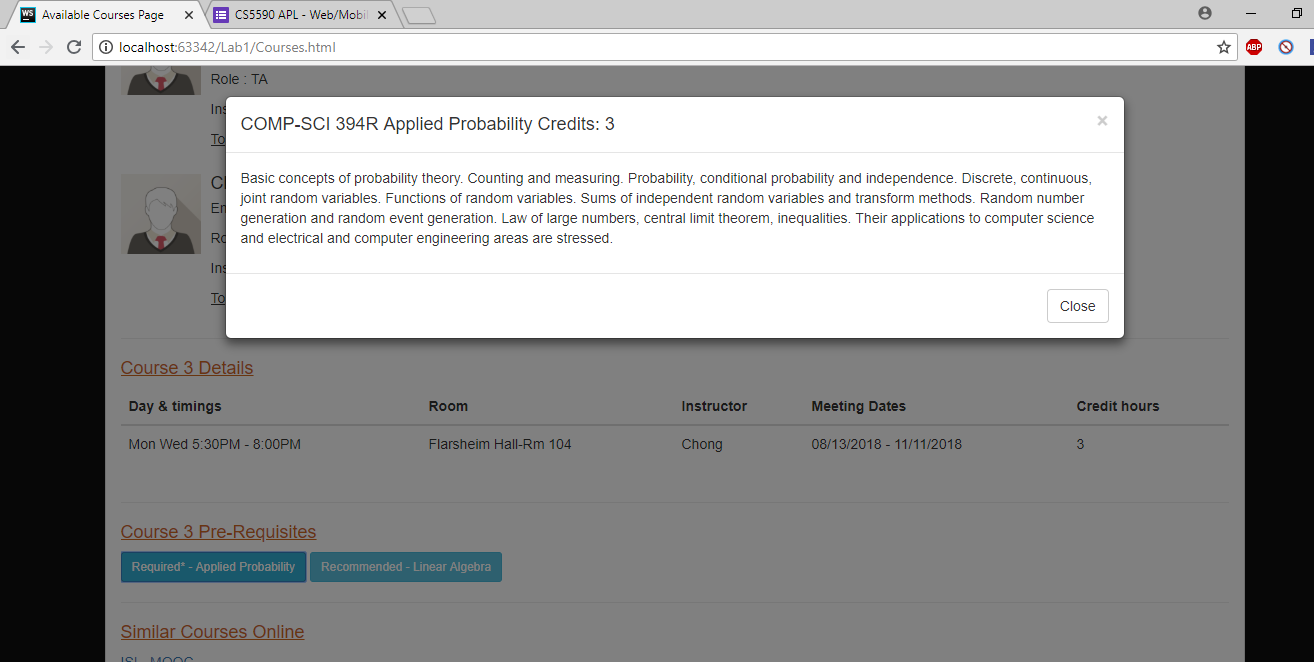 WS Available Courses Page
CS5590 APL - Web/Mobil
localhost:63342/Lab1/Courses.html
ABP
Role : TA
Ins
To
COMP-SCI 394R Applied Probability Credits: 3
×
Basic concepts of probability theory. Counting and measuring. Probability, conditional probability and independence. Discrete, continuous,
joint random variables. Functions of random variables. Sums of independent random variables and transform methods. Random number
generation and random event generation. Law of large numbers, central limit theorem, inequalities. Their applications to computer science
and electrical and computer engineering areas are stressed.
Close
Em
Ro
Ins
To
Course 3 Details
Day & timings Room Instructor Meeting Dates Credit hours
Mon Wed 5:30PM - 8:00PM Flarsheim Hall-Rm 104 Chong 08/13/2018 - 11/11/2018 3
Course 3 Pre-Requisites
Required* - Applied Probability Recommended - Linear Algebra
Similar Courses Online
ISL MOOC